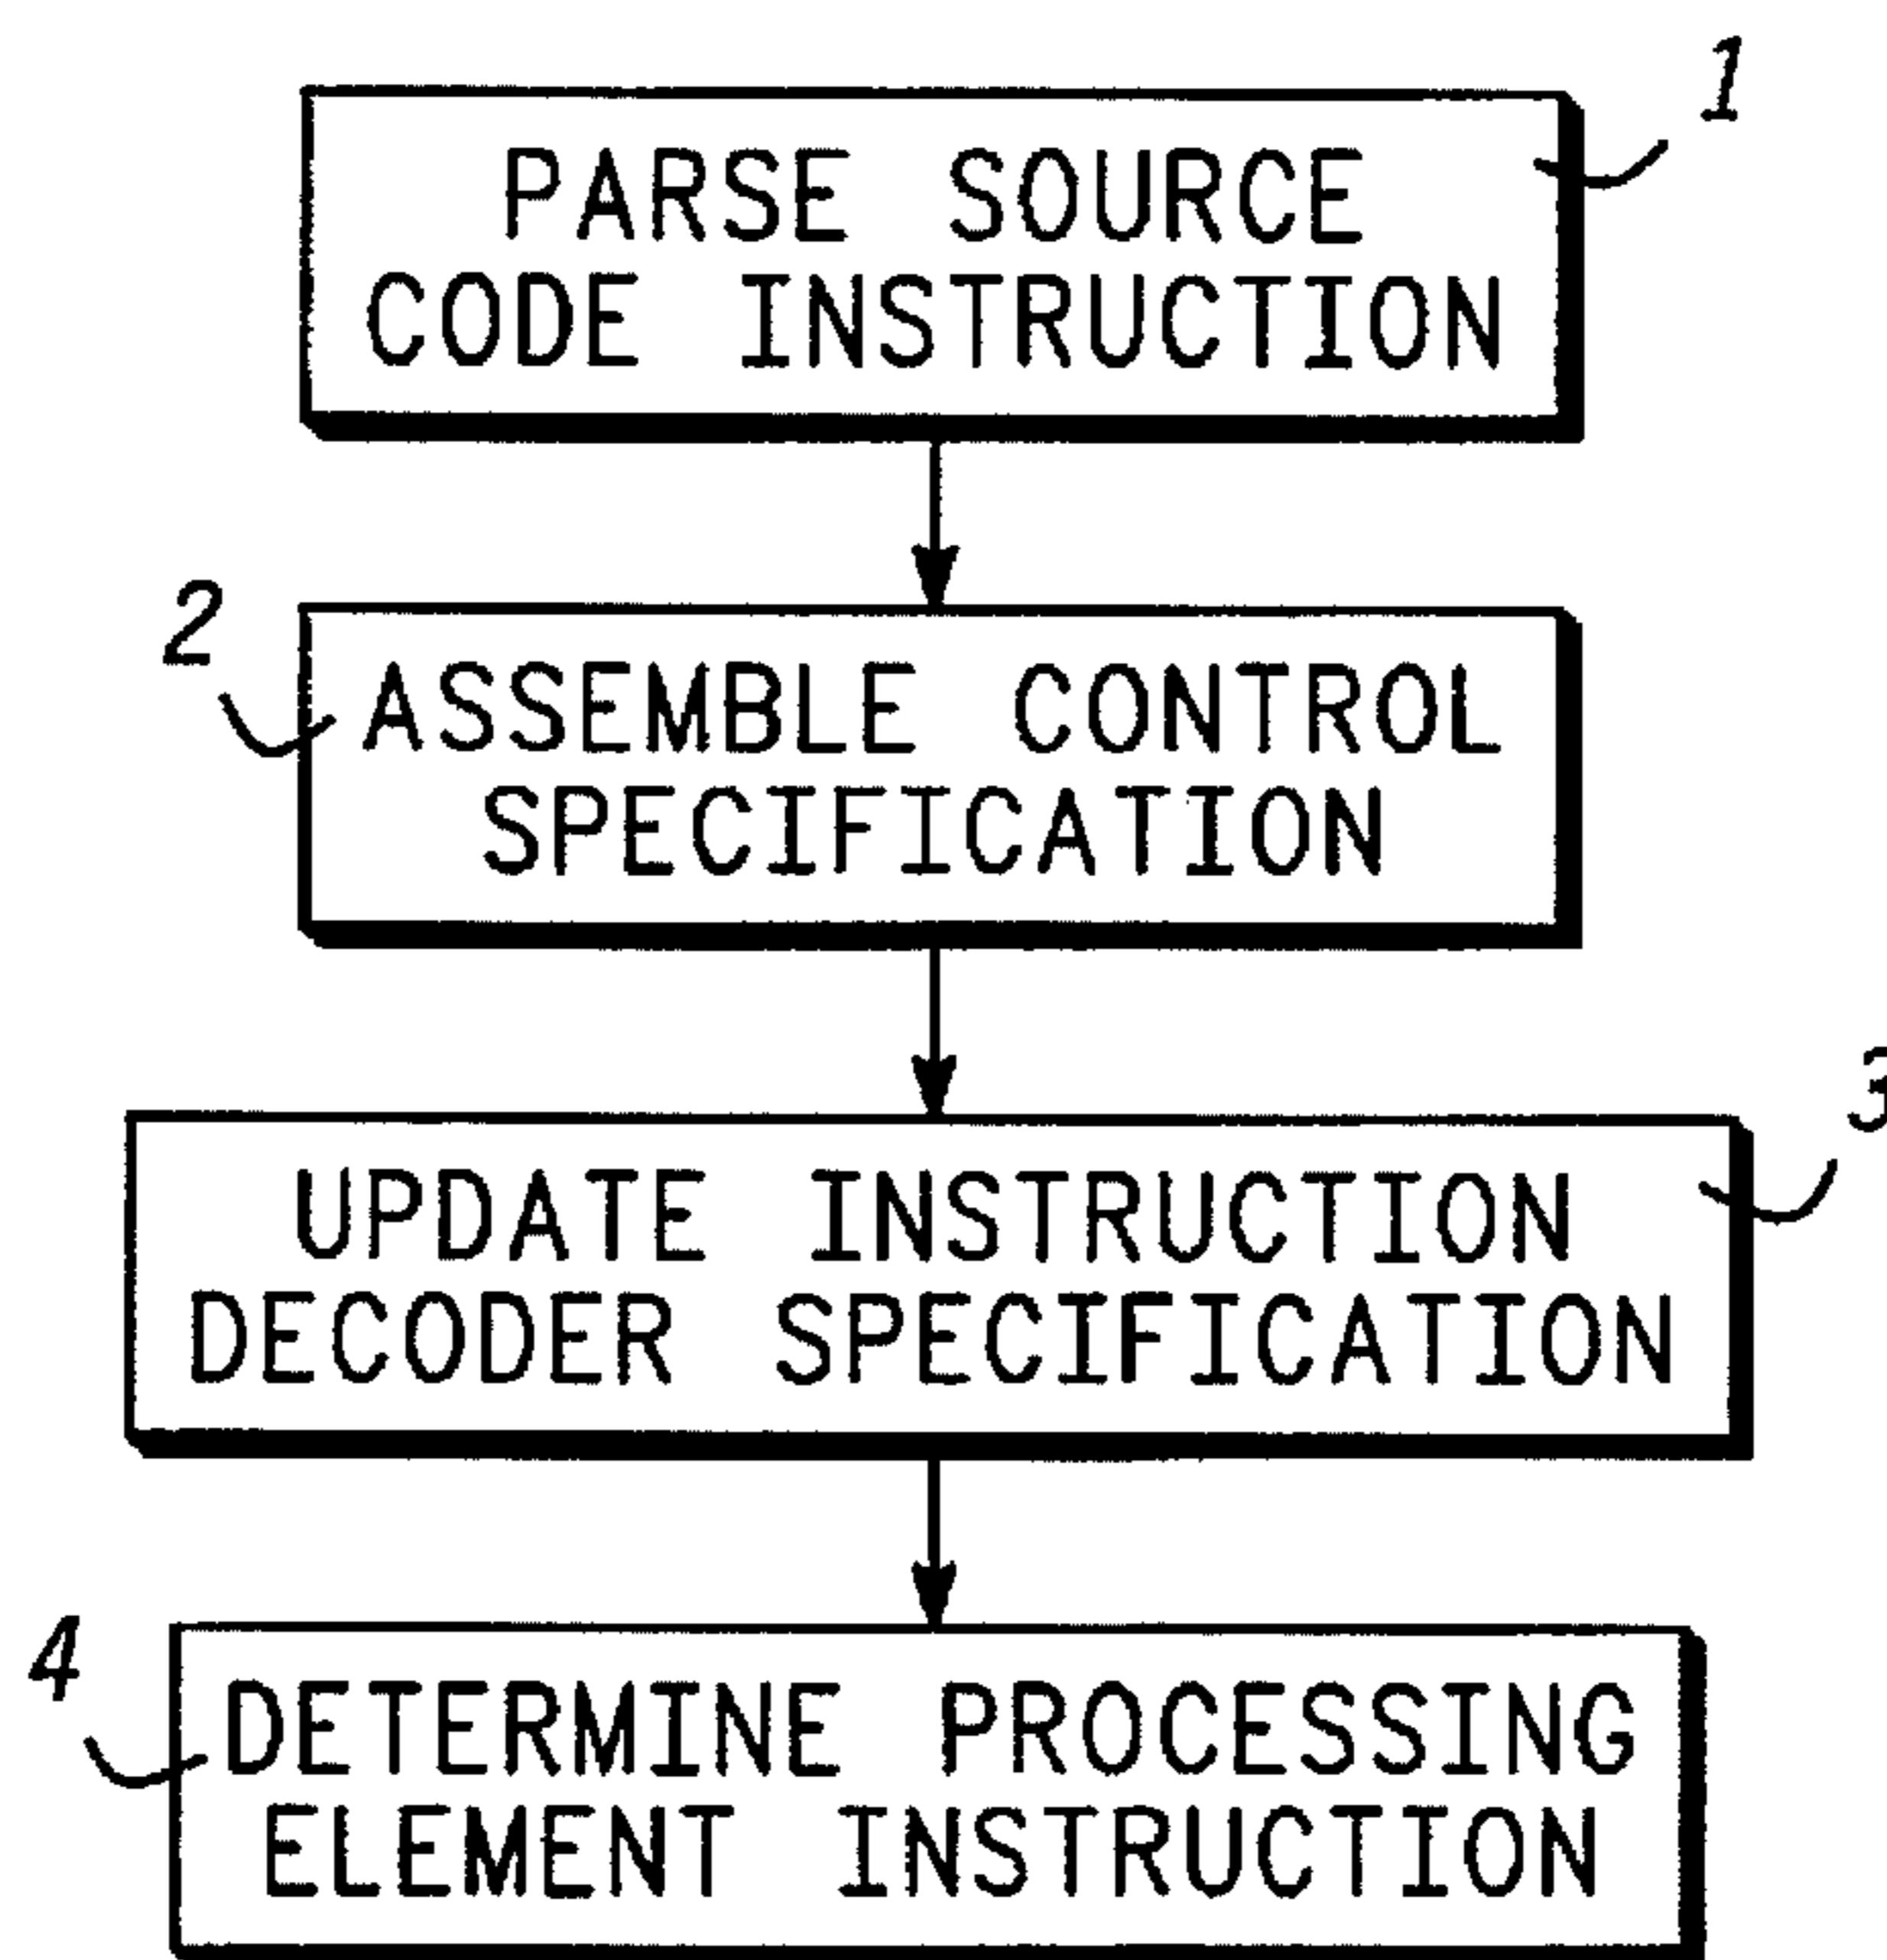 1
PARSE SOURCE
CODE INSTRUCTION
2
ASSEMBLE CONTROL
SPECIFICATION
3
UPDATE INSTRUCTION
DECODER SPECIFICATION
4
DETERMINE PROCESSING
ELEMENT INSTRUCTION